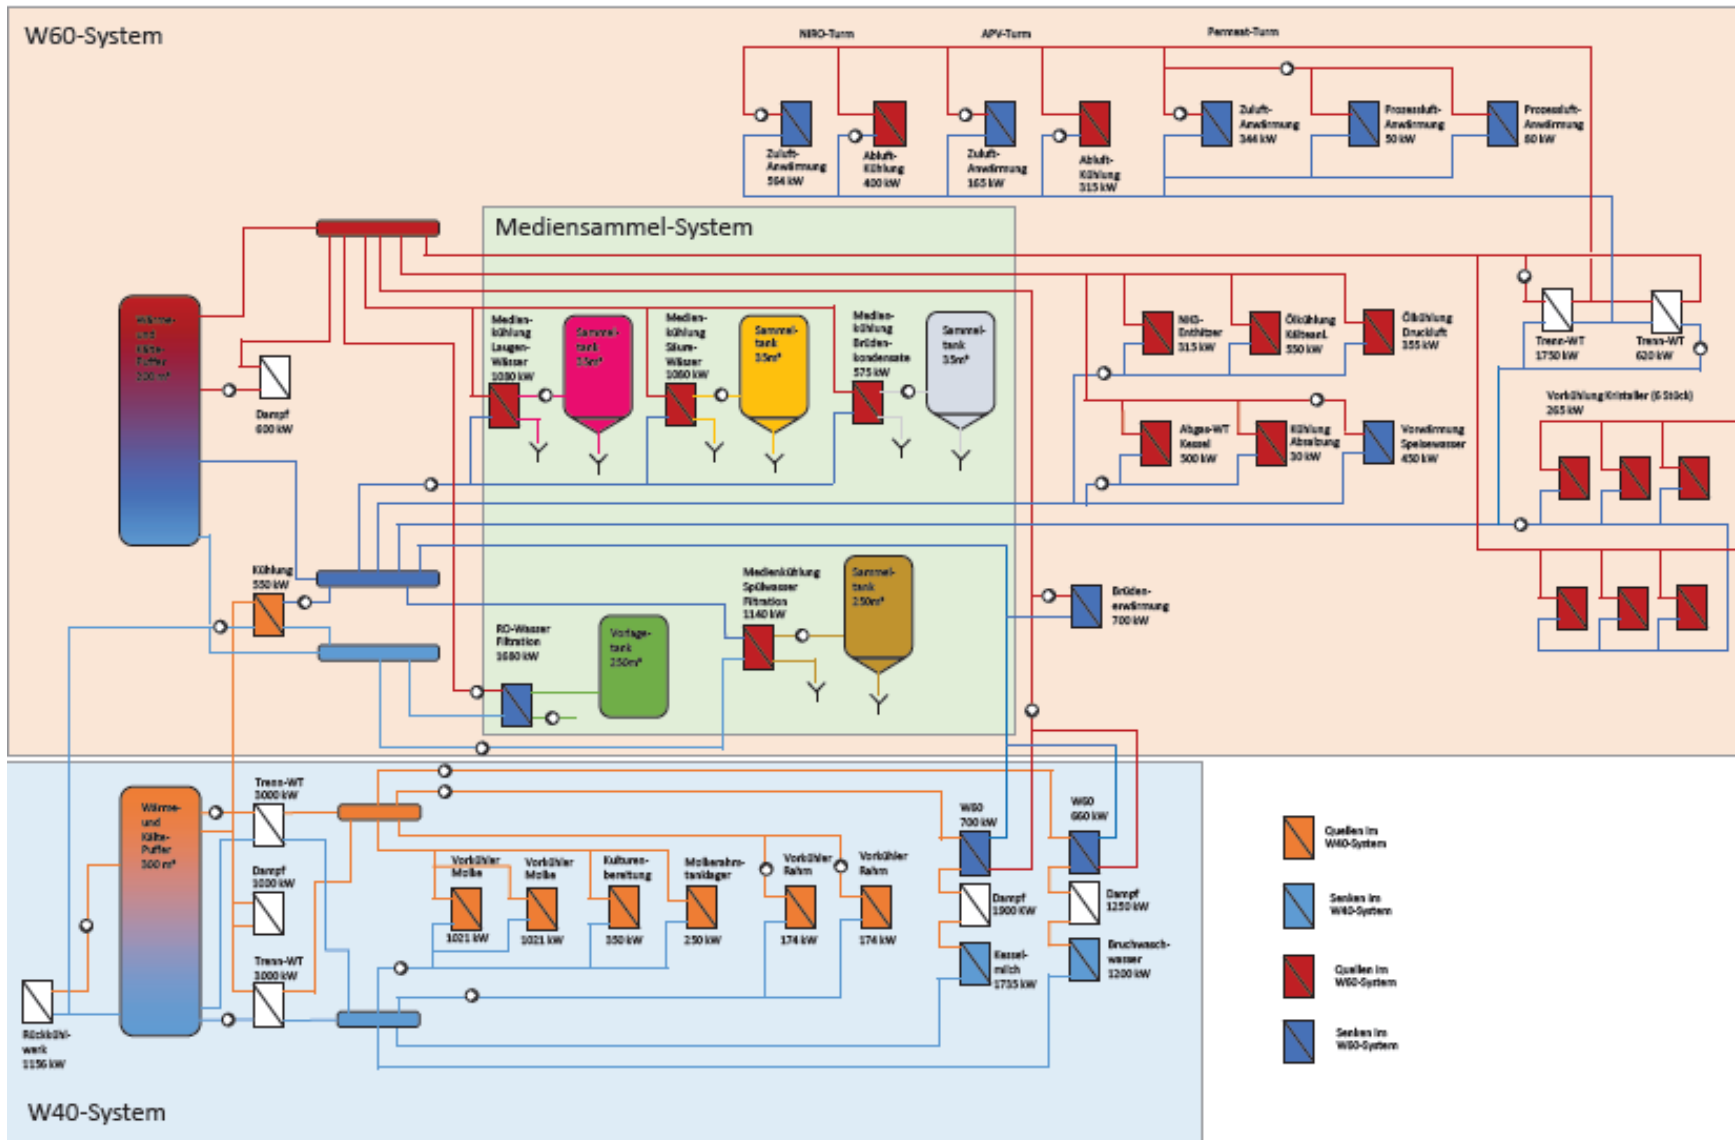 W60-System
NIRO-Turm
APV-Turm
Permeat-Turm
Zuluft-
Anwärmung
564 kW
Abluft-
Kühlung
400 kW
Zuluft-
Anwärmung
165 kW
Abluft-
Kühlung
315 kW
Zuluft-
Anwärmung
344 kW
Prozessluft-
Anwärmung
50 kW
Prozessluft-
Anwärmung
60 kW
Mediensammel-System
Wärme-
und
Kälte-
Puffer
200 m³
Dampf
600 kW
Medien-
kühlung
Laugen-
Wässer
1080 kW
Sammel-
tank
35m³
Medien-
kühlung
Säure-
Wässer
1080 kW
Sammel-
tank
35m³
Medien-
kühlung
Brüden-
kondensate
575 kW
Sammel-
tank
35m³
NH3-
Enthitzer
315 kW
Ölkühlung
Kälteanl.
550 kW
Ölkühlung
Druckluft
355 kW
Trenn-WT
1750 kW
Trenn-WT
620 kW
Abgas-WT
Kessel
500 kW
Kühlung
Absalzung
30 kW
Vorwärmung
Speisewasser
450 kW
Vorkühlung Kristaller (6 Stück)
265 kW
Kühlung
550 kW
RO-Wasser
Filtration
1680 kW
Vorlage-
tank
250m³
Medienkühlung
Spülwasser
Filtration
1140 kW
Sammel-
tank
250m³
Brüden-
erwärmung
700 kW
Wärme-
und
Kälte-
Puffer
300 m³
Trenn-WT
3000 kW
Dampf
1000 kW
Trenn-WT
3000 kW
Rückkühl-
werk
1156 kW
Vorkühler
Molke
1021 kW
Vorkühler
Molke
1021 kW
Kulturen-
bereitung
350 kW
Molkerahm-
tanklager
250 kW
Vorkühler
Rahm
174 kW
Vorkühler
Rahm
174 kW
W60
700 kW
Dampf
1900 KW
Kessel-
milch
1735 kW
W60
660 kW
Dampf
1250 kW
Bruchwasch-
wasser
1200 kW
Quellen im
W40-System
Senken im
W40-System
Quellen im
W60-System
Senken im
W60-System
W40-System